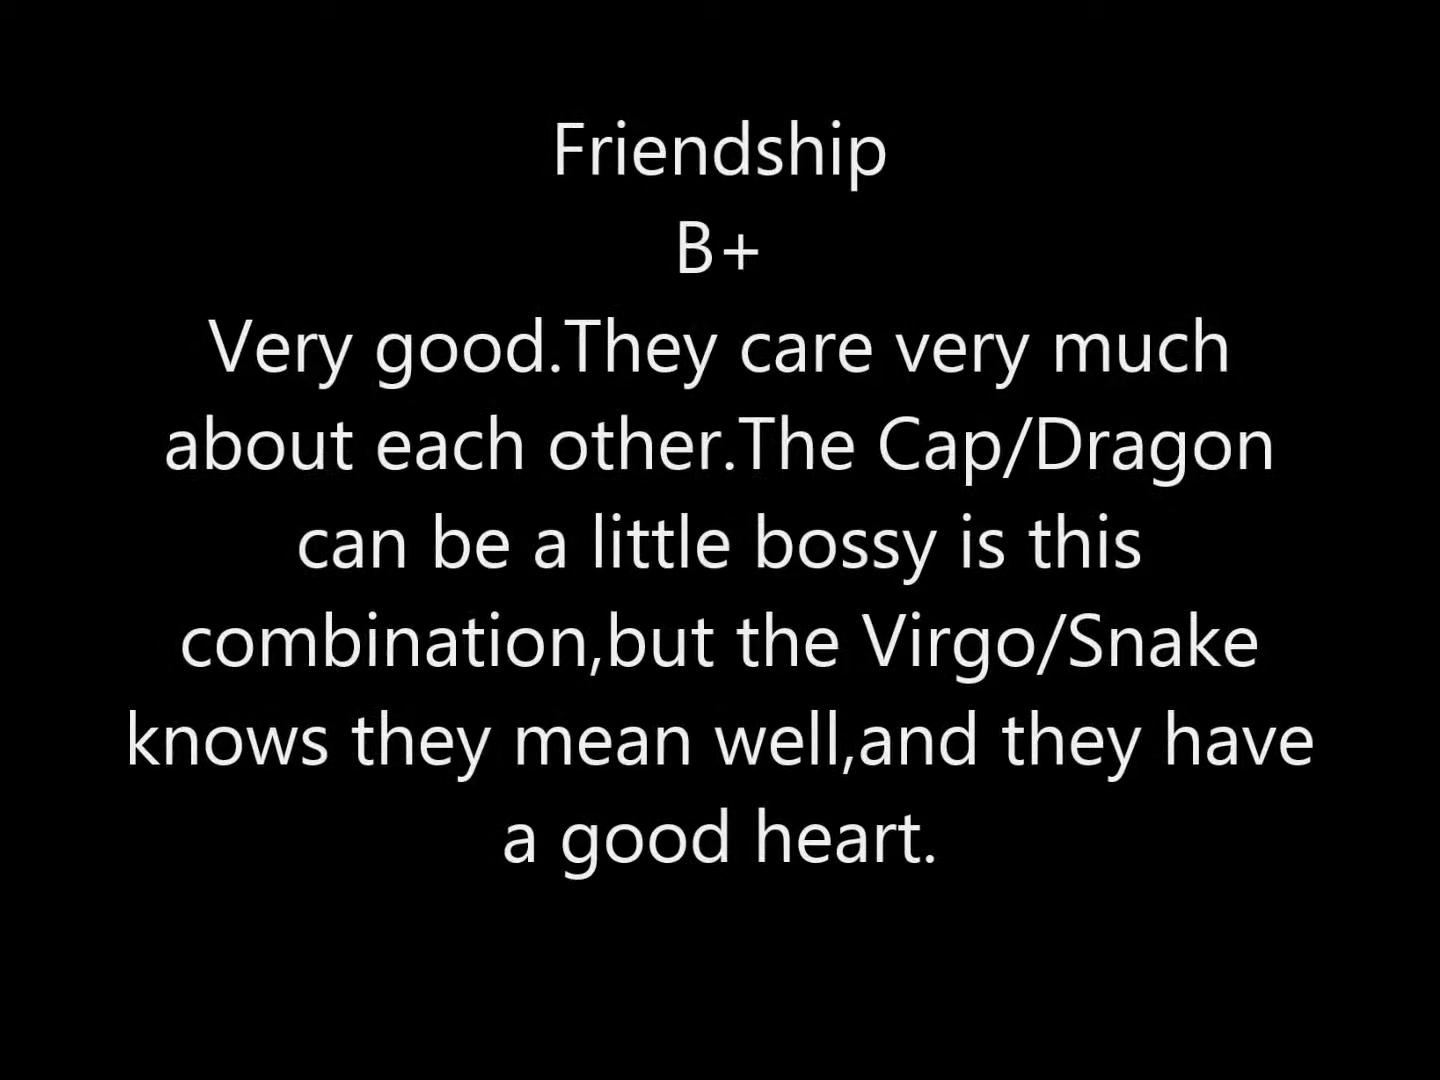 Friendship
B+
Very good.They care very much
about each other.The Cap/Dragon
can be a little bossy is this
combination,but the Virgo/Snake
knows they mean well,and they have
a good heart.